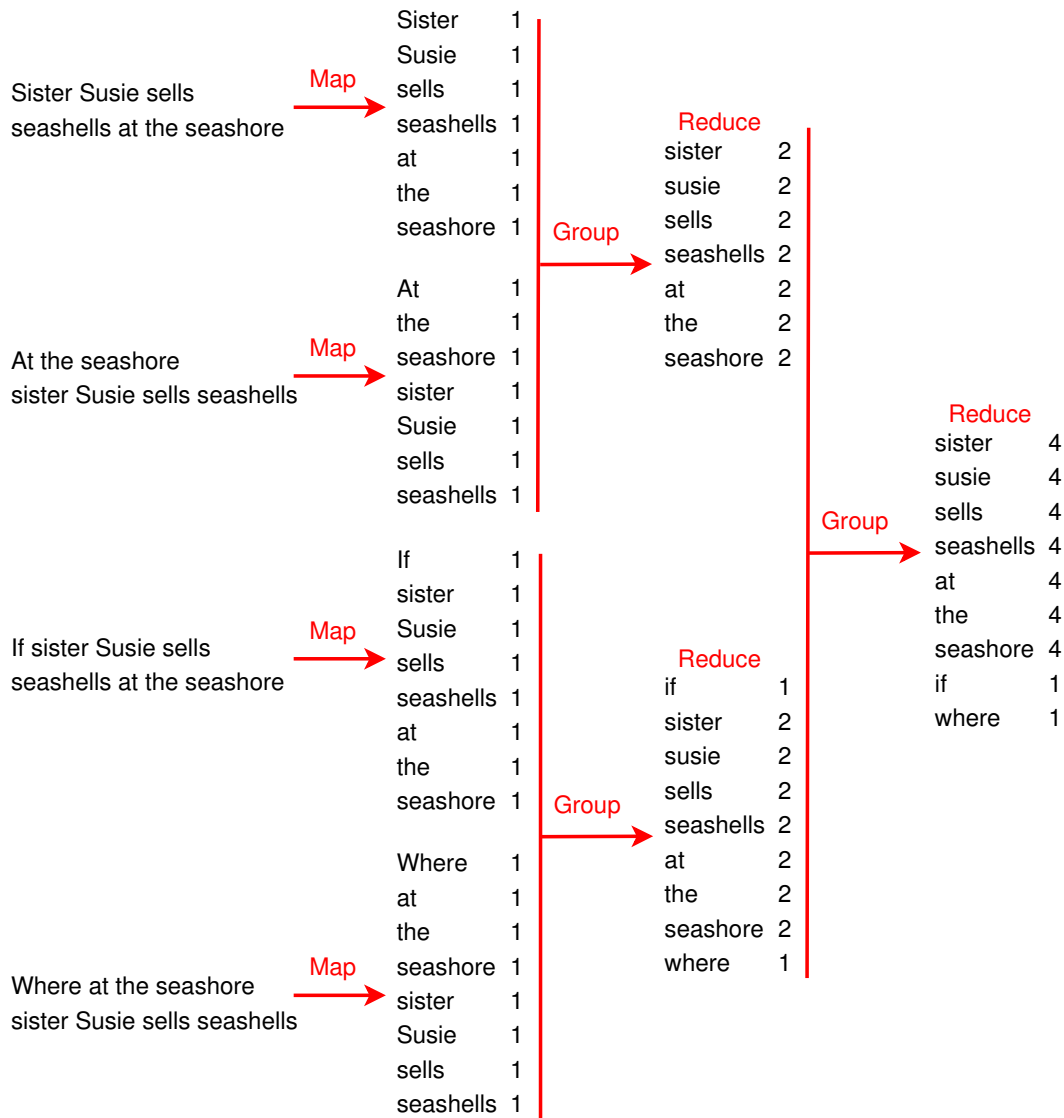 Sister Susie sells
seashells at the seashore
Map
Sister 1
Susie 1
sells 1
seashells 1
at 1
the 1
seashore 1
At the seashore
sister Susie sells seashells
Map
At 1
the 1
seashore 1
sister 1
Susie 1
sells 1
seashells 1
Group
Reduce
sister 2
susie 2
sells 2
seashells 2
at 2
the 2
seashore 2
If sister Susie sells
seashells at the seashore
Map
If 1
sister 1
Susie 1
sells 1
seashells 1
at 1
the 1
seashore 1
Where at the seashore
sister Susie sells seashells
Map
Where 1
at 1
the 1
seashore 1
sister 1
Susie 1
sells 1
seashells 1
Group
Reduce
if 1
sister 2
susie 2
sells 2
seashells 2
at 2
the 2
seashore 2
where 1
Group
Reduce
sister 4
susie 4
sells 4
seashells 4
at 4
the 4
seashore 4
if 1
where 1